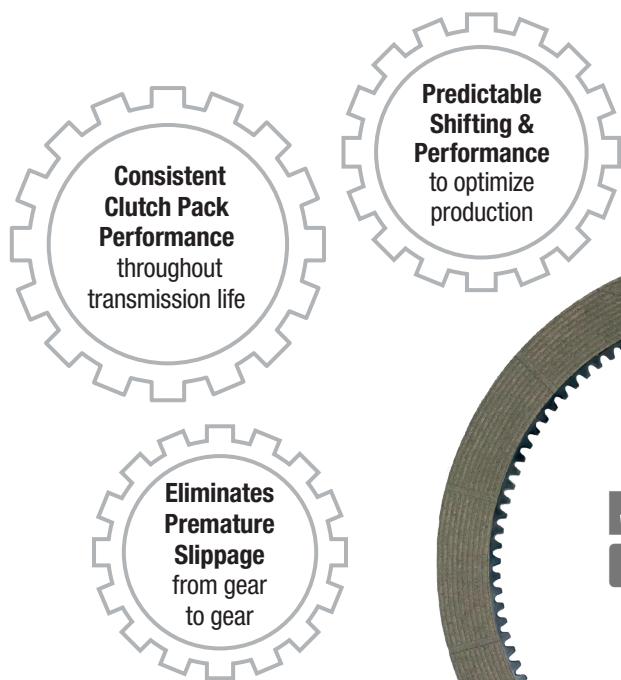 Predictable
Shifting &
Performance
to optimize
production
Consistent
Clutch Pack
Performance
throughout
transmission life
Eliminates
Premature
Slippage
from gear
to gear